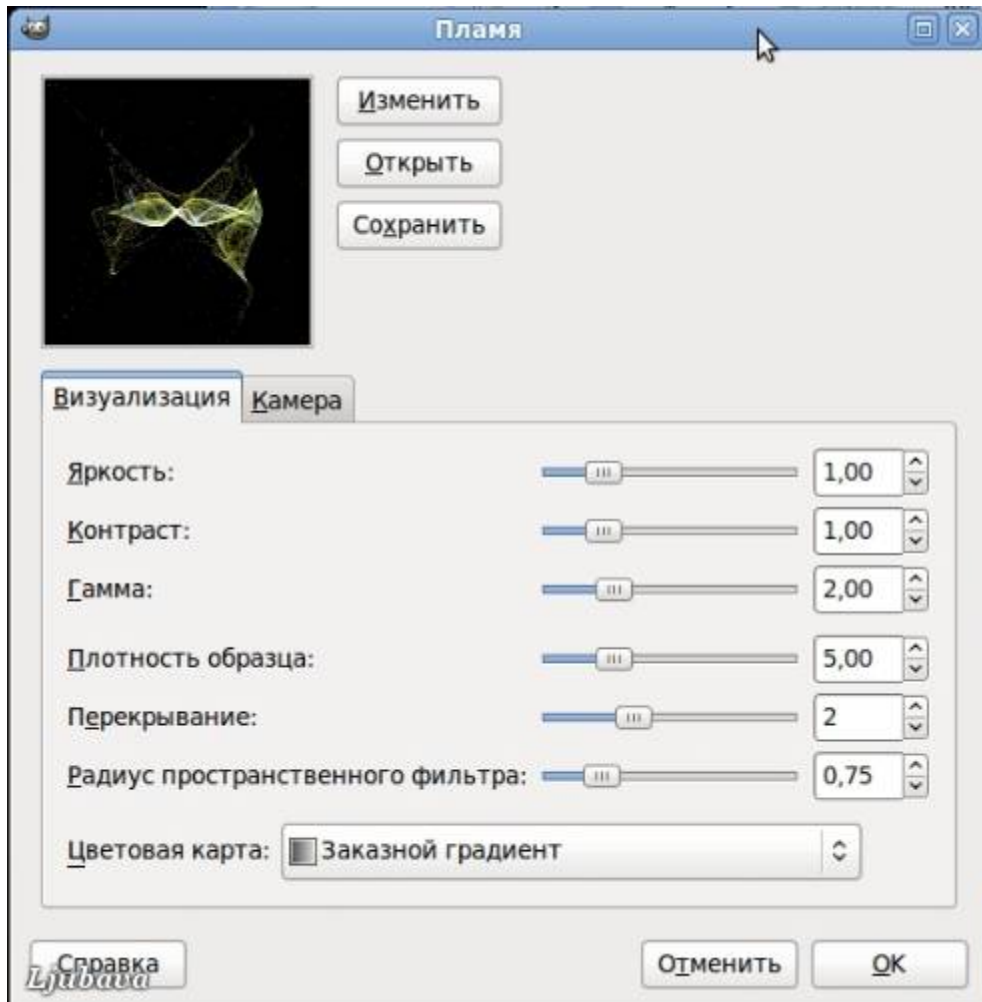 Пламя
Изменить
Открыть
Сохранить
Визуализация Камера
Яркость: 1,00
Контраст: 1,00
Гамма: 2,00
Плотность образца: 5,00
Перекрывание: 2
Радиус пространственного фильтра: 0,75
Цветовая карта: Заказной градиент
Справка Отменить OK
Ljubava